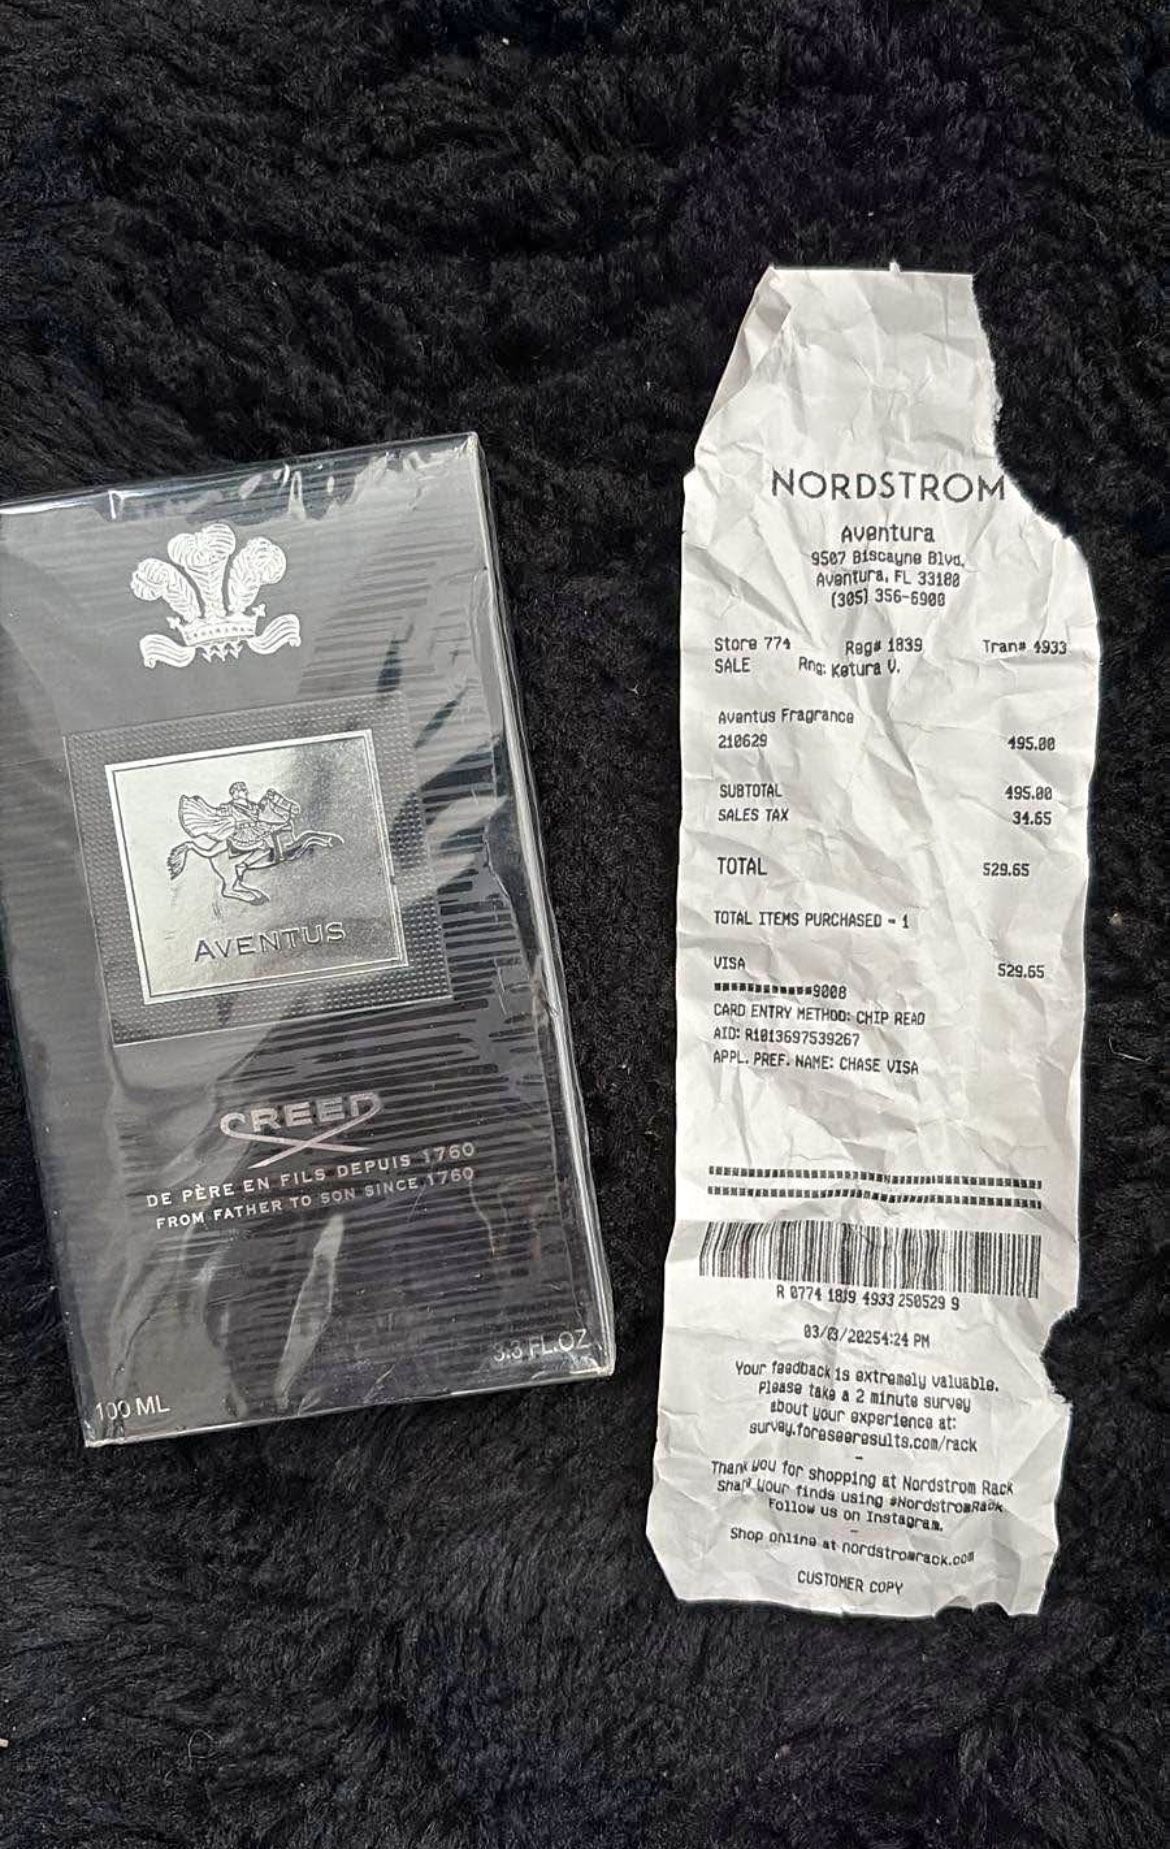 AVENTUS
CREED
DE PÈRE EN FILS DEPUIS 1760
FROM FATHER TO SON SINCE 1760
3.3 FL.OZ
100 ML
NORDSTROM
Aventura
9507 Biscayne Blvd,
Aventura, FL 33180
(305) 356-6900
Store 774 Reg# 1839 Tran# 4933
SALE Rng: Ketura V.
Aventus Fragrance
210629 495.00
SUBTOTAL 495.00
SALES TAX 34.65
TOTAL 529.65
TOTAL ITEMS PURCHASED - 1
VISA 529.65
************9008
CARD ENTRY METHOD: CHIP READ
AID: R1013697539267
APPL. PREF. NAME: CHASE VISA
R 0774 1839 4933 250529 9
4:24 PM
Your feedback is extremely valuable.
Please take a 2 minute survey
about your experience at:
survey.foreseeresults.com/rack
-
Thank you for shopping at Nordstrom Rack
Share your finds using #NordstromRack
Follow us on Instagram.
-
Shop online at nordstromrack.com
CUSTOMER COPY